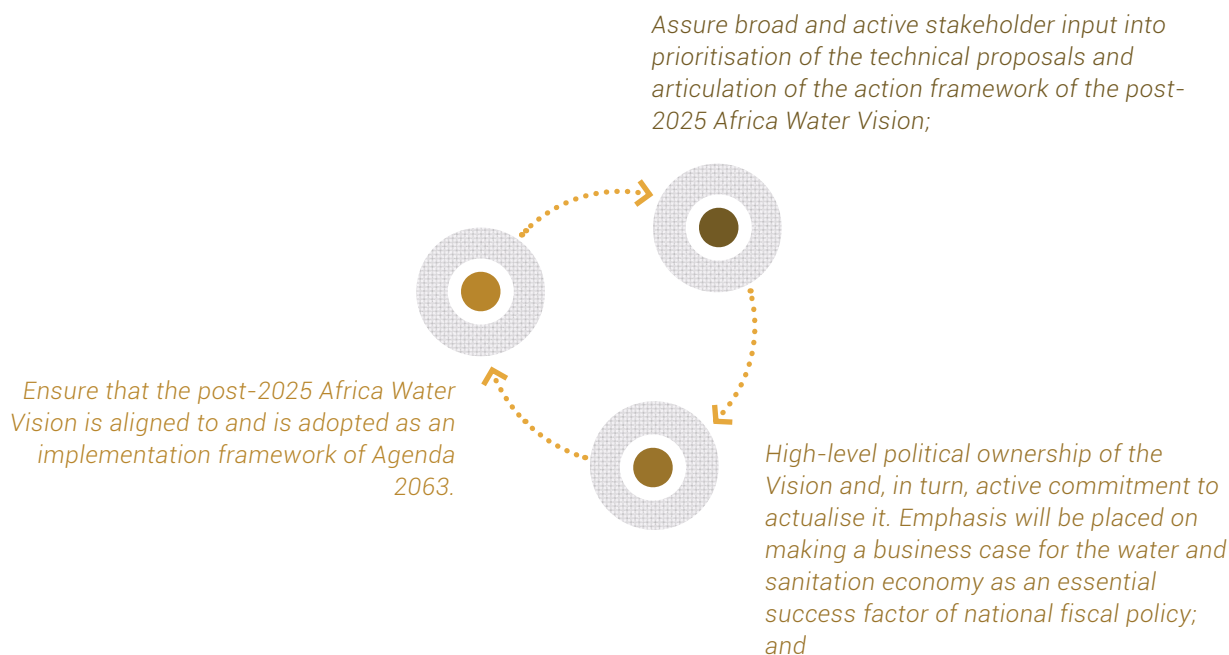 Assure broad and active stakeholder input into
prioritisation of the technical proposals and
articulation of the action framework of the post-
2025 Africa Water Vision;
High-level political ownership of the
Vision and, in turn, active commitment to
actualise it. Emphasis will be placed on
making a business case for the water and
sanitation economy as an essential
success factor of national fiscal policy;
and
Ensure that the post-2025 Africa Water
Vision is aligned to and is adopted as an
implementation framework of Agenda
2063.